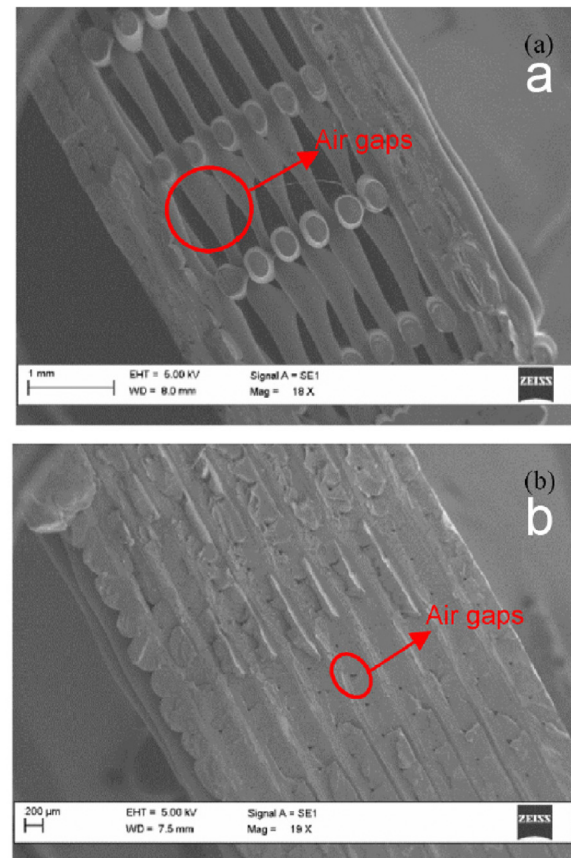 (a)
a
Air gaps
1 mm
EHT = 5.00 kV
Signal A = SE1
WD = 8.0 mm
Mag = 18 X
ZEISS
(b)
b
Air gaps
200 µm
EHT = 5.00 kV
Signal A = SE1
WD = 7.5 mm
Mag = 19 X
ZEISS